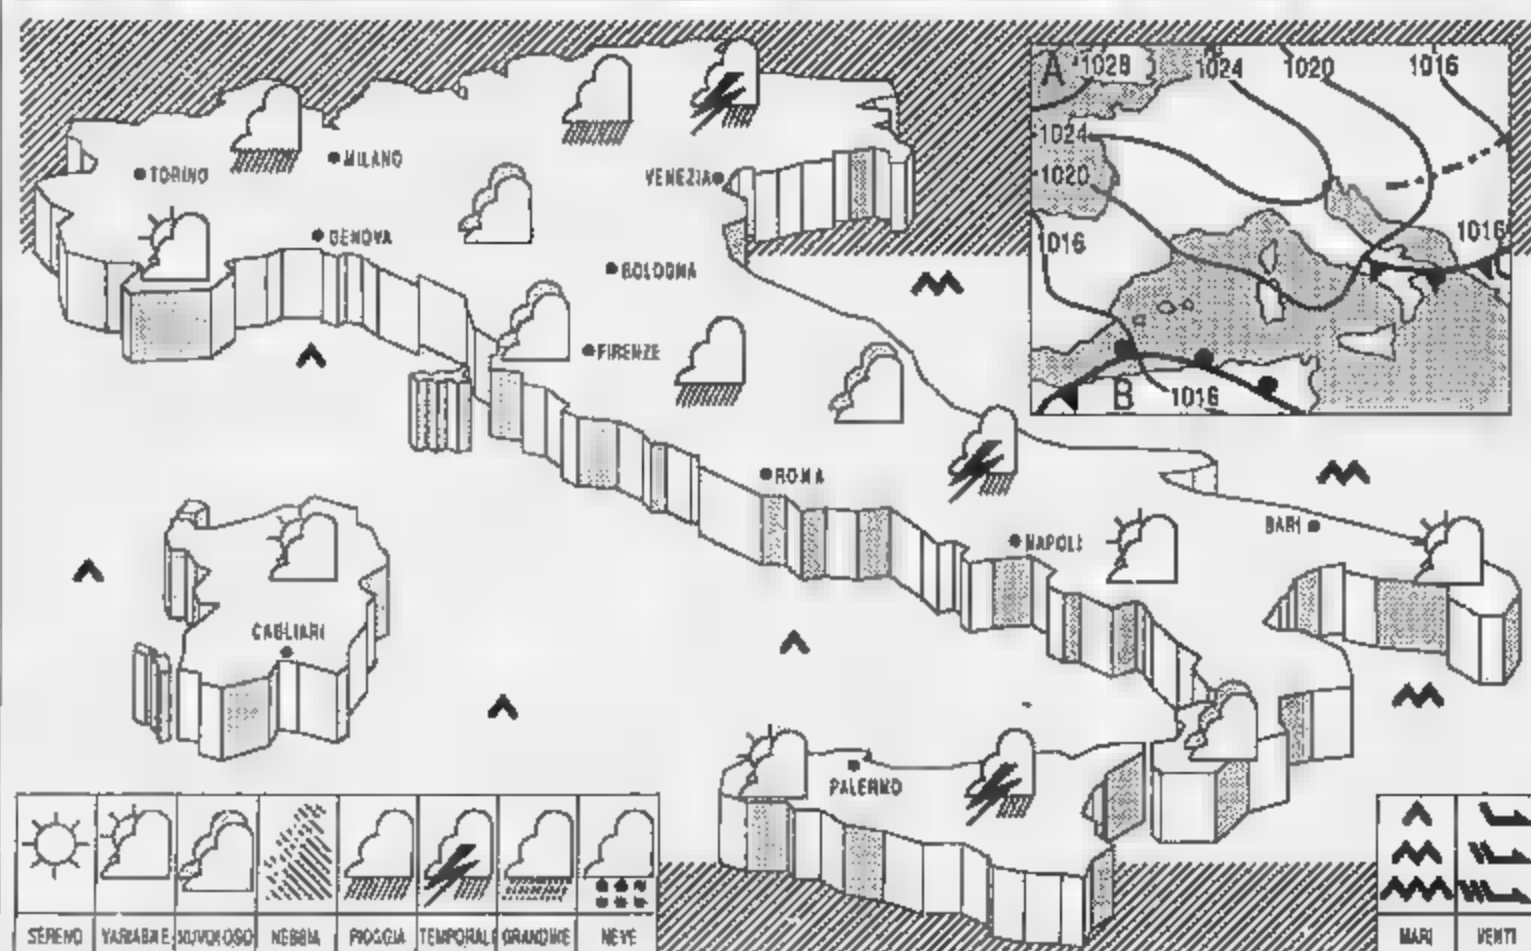 A 1028 1024 1020 1016
1024
1020
1016
1016
B 1016
MILANO
TORINO
VENEZIA
GENOVA
BOLOGNA
FIRENZE
ROMA
NAPOLI
BARI
CAGLIARI
PALERMO
SERENO VARIABILE NUVOLOSO NEBBIA PIOGGIA TEMPORALE GRANDINE NEVE
MARI VENTI